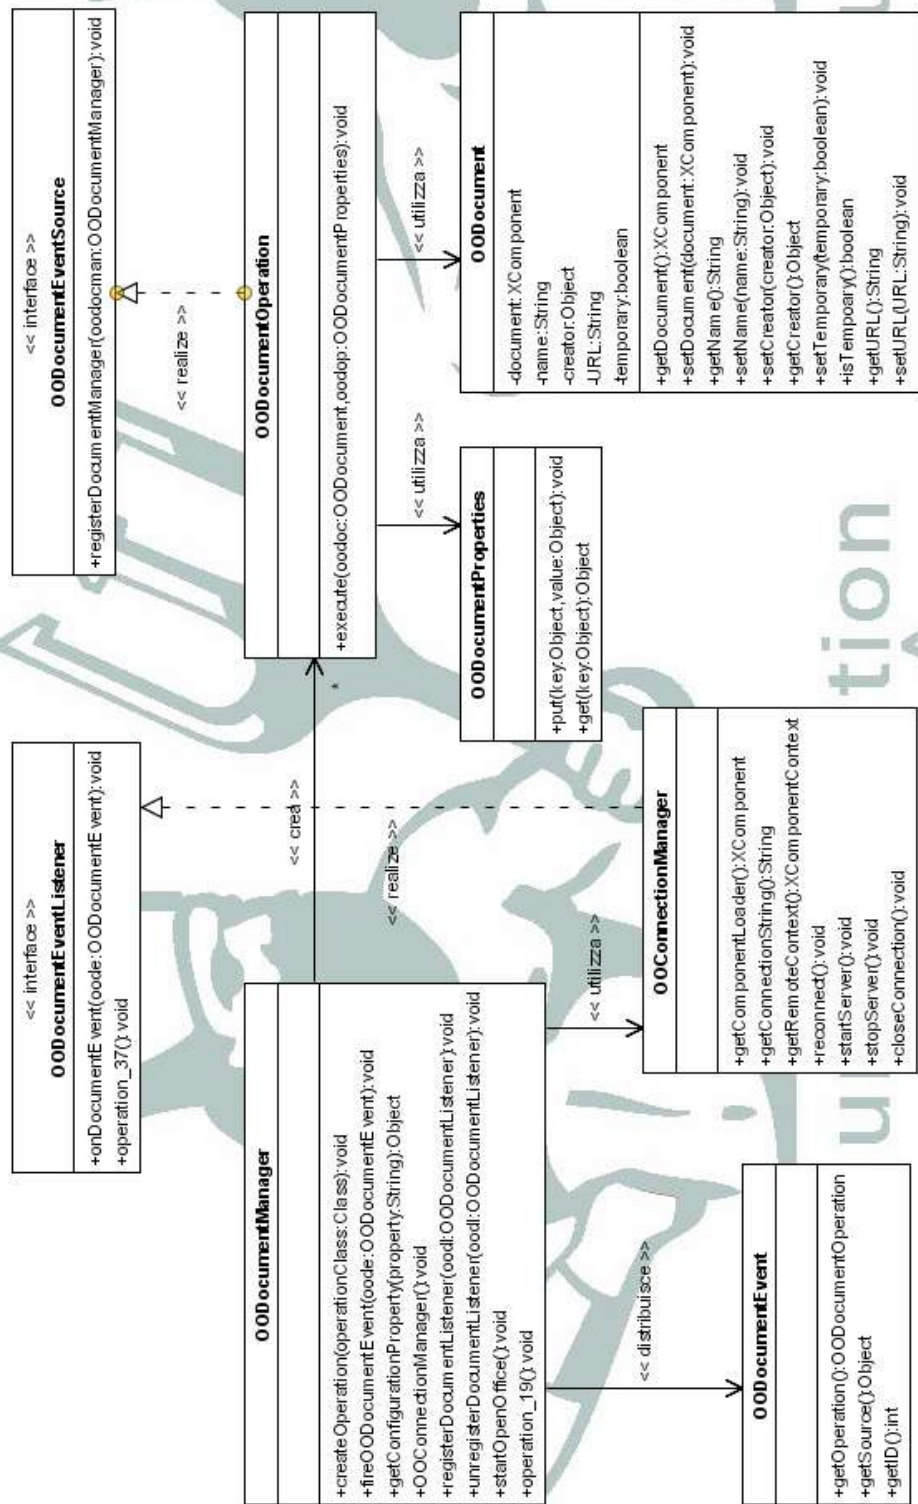 << interface >>
OODocumentEventListener
+onDocumentEvent(oode:OODocumentEvent):void
+operation_37():void
<< interface >>
OODocumentEventSource
+registerDocumentManager(oodocman:OODocumentManager):void
<< realize >>
OODocumentManager
+createOperation(operationClass:Class):void
+fireOODocumentEvent(oode:OODocumentEvent):void
+getConfigurationProperty(property:String):Object
+OOConnectionManager():void
+registerDocumentListener(oodl:OODocumentListener):void
+unregisterDocumentListener(oodl:OODocumentListener):void
+startOpenOffice():void
+operation_19():void
<< crea >>
*
<< realize >>
OODocumentOperation
+execute(oodoc:OODocument,oodop:OODocumentProperties):void
<< distribuisce >>
<< utilizza >>
<< utilizza >>
<< utilizza >>
OODocumentProperties
+put(key:Object,value:Object):void
+get(key:Object):Object
OODocument
-document:XComponent
-name:String
-creator:Object
-URL:String
-temporary:boolean
+getDocument():XComponent
+setDocument(document:XComponent):void
+getName():String
+setName(name:String):void
+setCreator(creator:Object):void
+getCreator():Object
+setTemporary(temporary:boolean):void
+isTempoary():boolean
+getURL():String
+setURL(URL:String):void
OOConnectionManager
+getComponentLoader():XComponent
+getConnectionString():String
+getRemoteContext():XComponentContext
+reconnect():void
+startServer():void
+stopServer():void
+closeConnection():void
OODocumentEvent
+getOperation():OODocumentOperation
+getSource():Object
+getID():int
tion